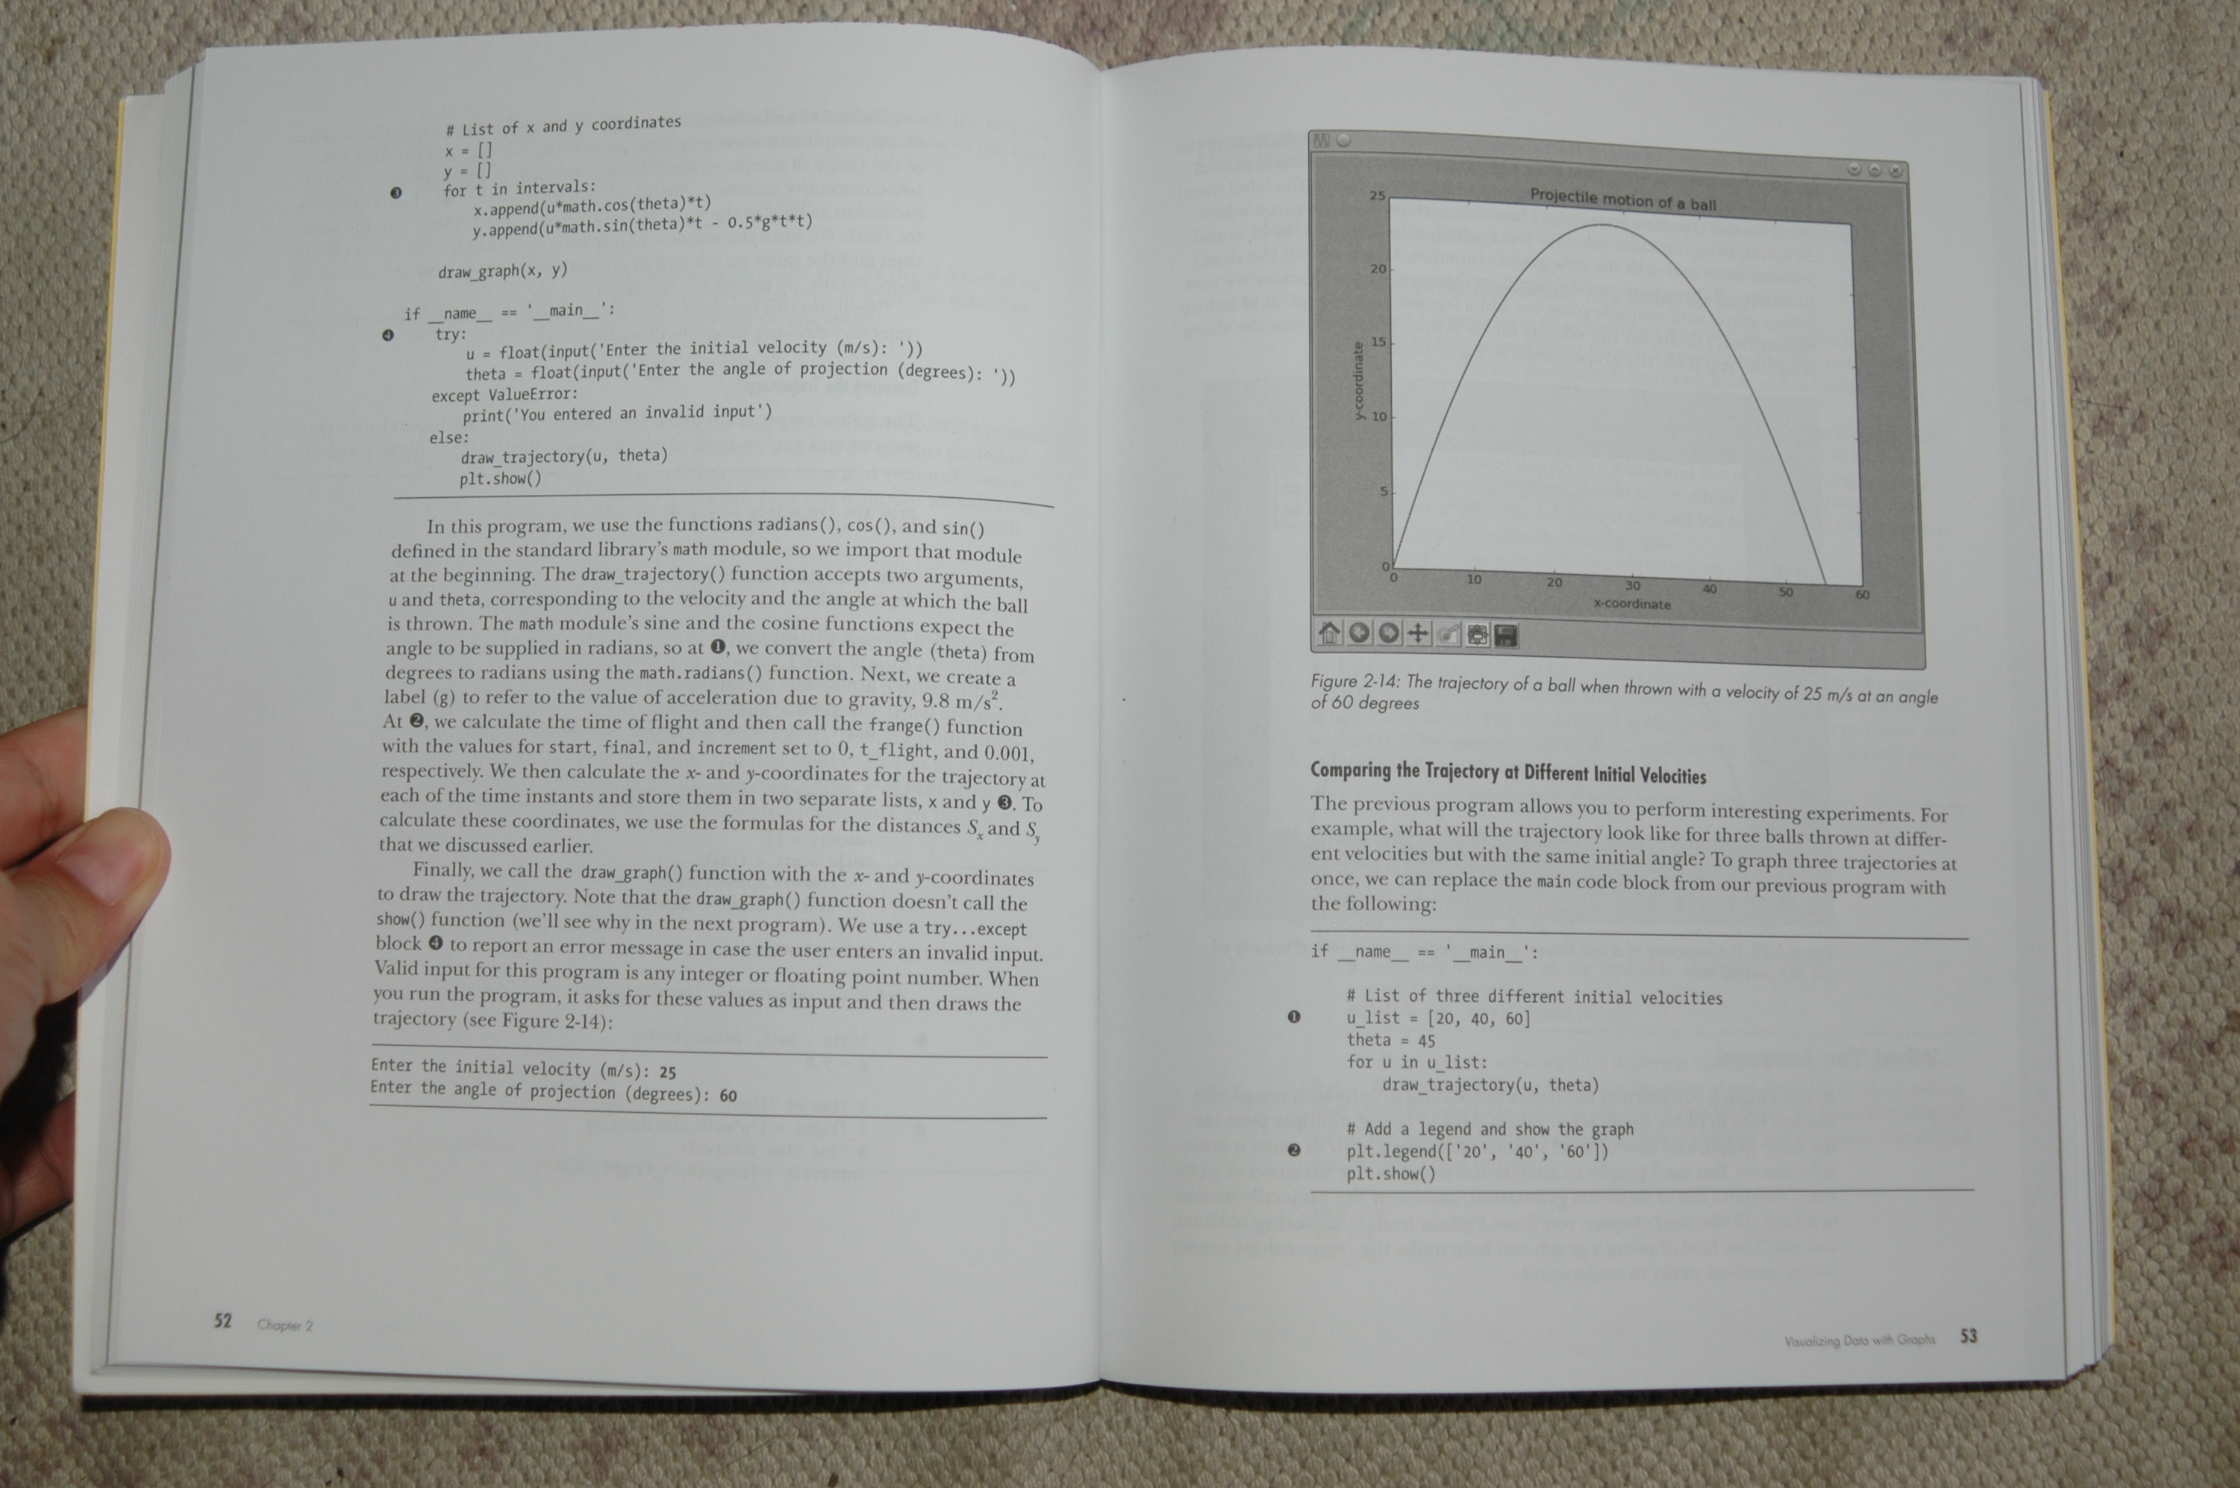 # List of x and y coordinates
x = []
y = []
❸ for t in intervals:
x.append(u*math.cos(theta)*t)
y.append(u*math.sin(theta)*t - 0.5*g*t*t)
draw_graph(x, y)
if __name__ == '__main__':
❹ try:
u = float(input('Enter the initial velocity (m/s): '))
theta = float(input('Enter the angle of projection (degrees): '))
except ValueError:
print('You entered an invalid input')
else:
draw_trajectory(u, theta)
plt.show()
In this program, we use the functions radians(), cos(), and sin()
defined in the standard library's math module, so we import that module
at the beginning. The draw_trajectory() function accepts two arguments,
u and theta, corresponding to the velocity and the angle at which the ball
is thrown. The math module's sine and the cosine functions expect the
angle to be supplied in radians, so at ❶, we convert the angle (theta) from
degrees to radians using the math.radians() function. Next, we create a
label (g) to refer to the value of acceleration due to gravity, 9.8 m/s².
At ❷, we calculate the time of flight and then call the frange() function
with the values for start, final, and increment set to 0, t_flight, and 0.001,
respectively. We then calculate the x- and y-coordinates for the trajectory at
each of the time instants and store them in two separate lists, x and y ❸. To
calculate these coordinates, we use the formulas for the distances Sx and Sy
that we discussed earlier.
Finally, we call the draw_graph() function with the x- and y-coordinates
to draw the trajectory. Note that the draw_graph() function doesn't call the
show() function (we'll see why in the next program). We use a try...except
block ❹ to report an error message in case the user enters an invalid input.
Valid input for this program is any integer or floating point number. When
you run the program, it asks for these values as input and then draws the
trajectory (see Figure 2-14):
Enter the initial velocity (m/s): 25
Enter the angle of projection (degrees): 60
52 Chapter 2
Projectile motion of a ball
25
20
15
10
5
0
y-coordinate
0 10 20 30 40 50 60
x-coordinate
Figure 2-14: The trajectory of a ball when thrown with a velocity of 25 m/s at an angle
of 60 degrees
Comparing the Trajectory at Different Initial Velocities
The previous program allows you to perform interesting experiments. For
example, what will the trajectory look like for three balls thrown at differ-
ent velocities but with the same initial angle? To graph three trajectories at
once, we can replace the main code block from our previous program with
the following:
if __name__ == '__main__':
# List of three different initial velocities
❶ u_list = [20, 40, 60]
theta = 45
for u in u_list:
draw_trajectory(u, theta)
# Add a legend and show the graph
❷ plt.legend(['20', '40', '60'])
plt.show()
Visualizing Data with Graphs 53